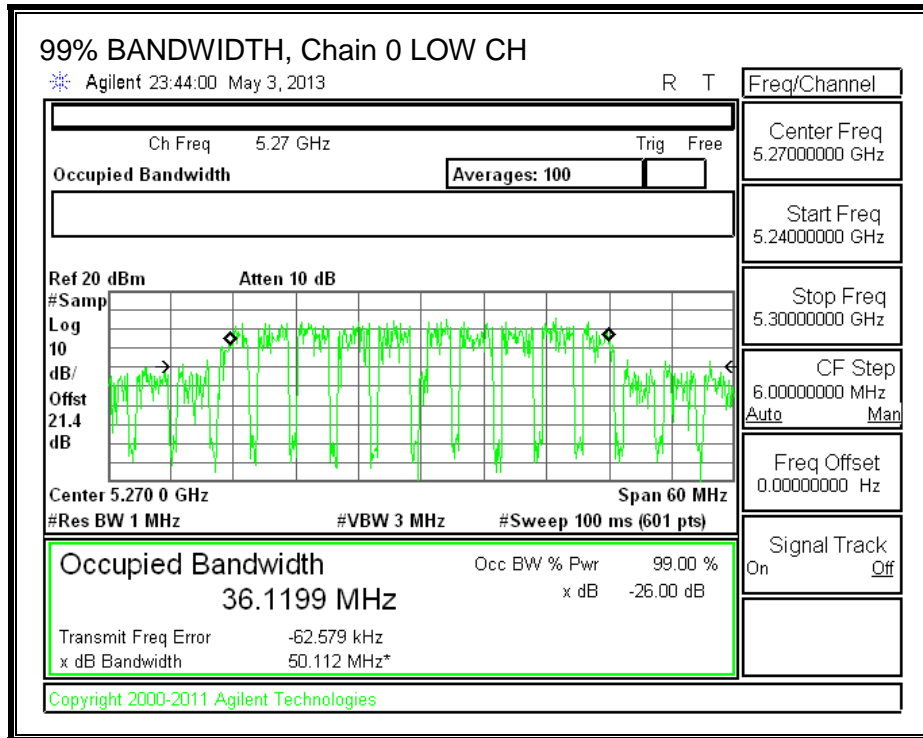 99% BANDWIDTH, Chain 0 LOW CH
Agilent 23:44:00 May 3, 2013 R T
Freq/Channel
Ch Freq 5.27 GHz Trig Free
Occupied Bandwidth Averages: 100
Center Freq
5.27000000 GHz
Start Freq
5.24000000 GHz
Stop Freq
5.30000000 GHz
CF Step
6.00000000 MHz
Auto Man
Freq Offset
0.00000000 Hz
Signal Track
On Off
Ref 20 dBm Atten 10 dB
#Samp
Log
10
dB/
Offst
21.4
dB
Center 5.270 0 GHz Span 60 MHz
#Res BW 1 MHz #VBW 3 MHz #Sweep 100 ms (601 pts)
Occupied Bandwidth Occ BW % Pwr 99.00 %
36.1199 MHz x dB -26.00 dB
Transmit Freq Error -62.579 kHz
x dB Bandwidth 50.112 MHz*
Copyright 2000-2011 Agilent Technologies